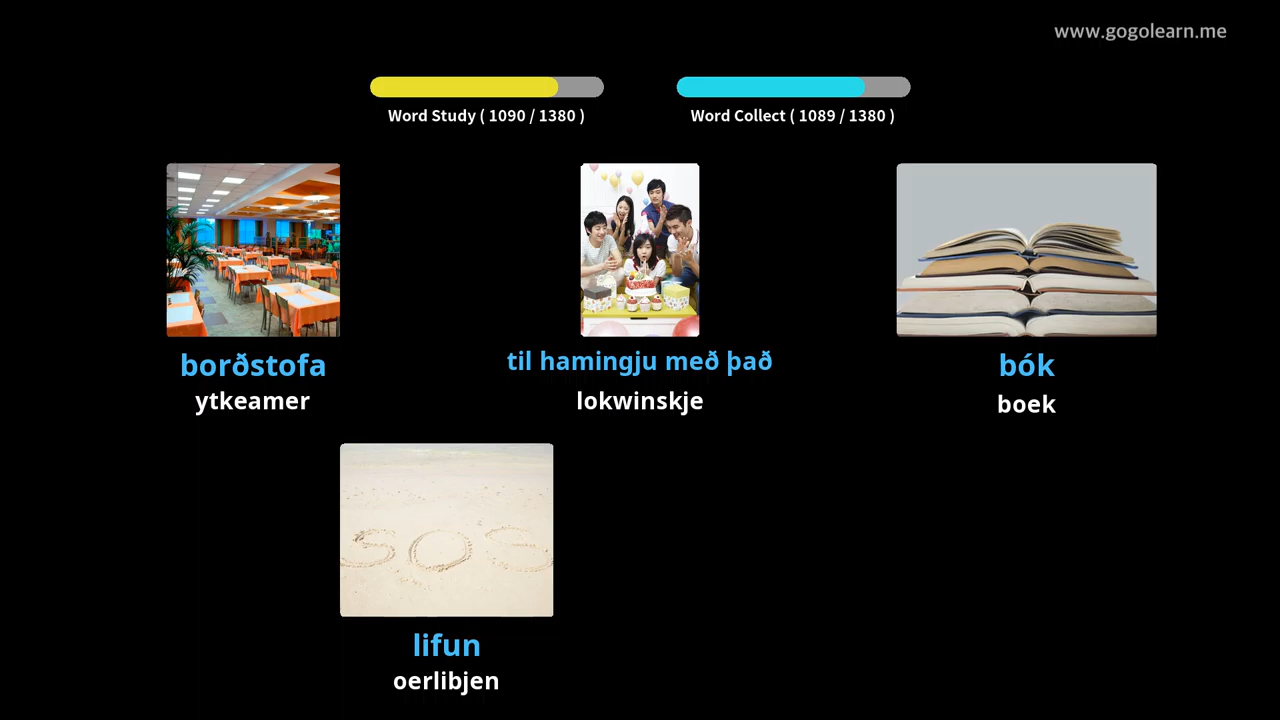 www.gogolearn.me
Word Study ( 1090 / 1380 )
Word Collect ( 1089 / 1380 )
borðstofa
ytkeamer
til hamingju með það
lokwinskje
bók
boek
SOS
lifun
oerlibjen